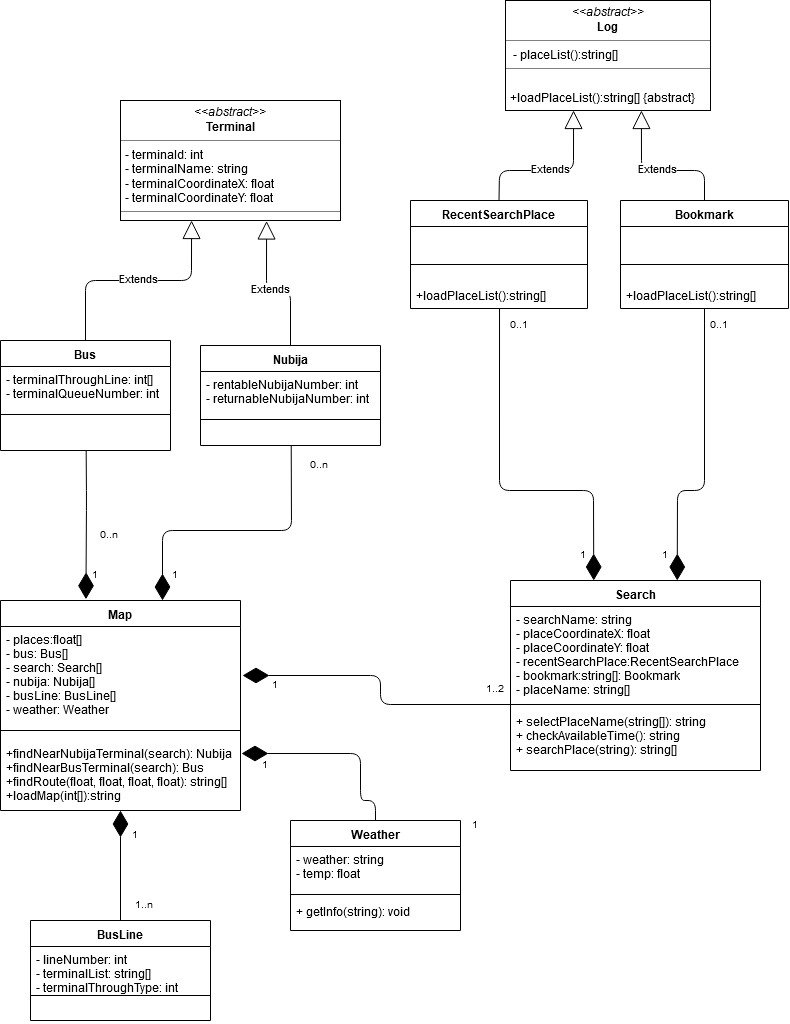 <<abstract>>
Log
- placeList():string[]
+loadPlaceList():string[] {abstract}
<<abstract>>
Terminal
- terminald: int
- terminalName: string
- terminalCoordinateX: float
- terminalCoordinateY: float
Extends
Extends
RecentSearchPlace
+loadPlaceList():string[]
Bookmark
+loadPlaceList():string[]
Extends
Extends
0..1
0..1
Bus
- terminalThroughLine: int[]
- terminalQueueNumber: int
Nubija
- rentableNubijaNumber: int
- returnableNubijaNumber: int
0..n
0..n
1
1
1
1
Map
- places:float[]
- bus: Bus[]
- search: Search[]
- nubija: Nubija[]
- busLine: BusLine[]
- weather: Weather
+findNearNubijaTerminal(search): Nubija
+findNearBusTerminal(search): Bus
+findRoute(float, float, float, float): string[]
+loadMap(int[]):string
Search
- searchName: string
- placeCoordinateX: float
- placeCoordinateY: float
- recentSearchPlace:RecentSearchPlace
- bookmark:string[]: Bookmark
- placeName: string[]
+ selectPlaceName(string[]): string
+ checkAvailableTime(): string
+ searchPlace(string): string[]
1
1..2
1
1
Weather
- weather: string
- temp: float
+ getInfo(string): void
1
1..n
BusLine
- lineNumber: int
- terminalList: string[]
- terminalThroughType: int